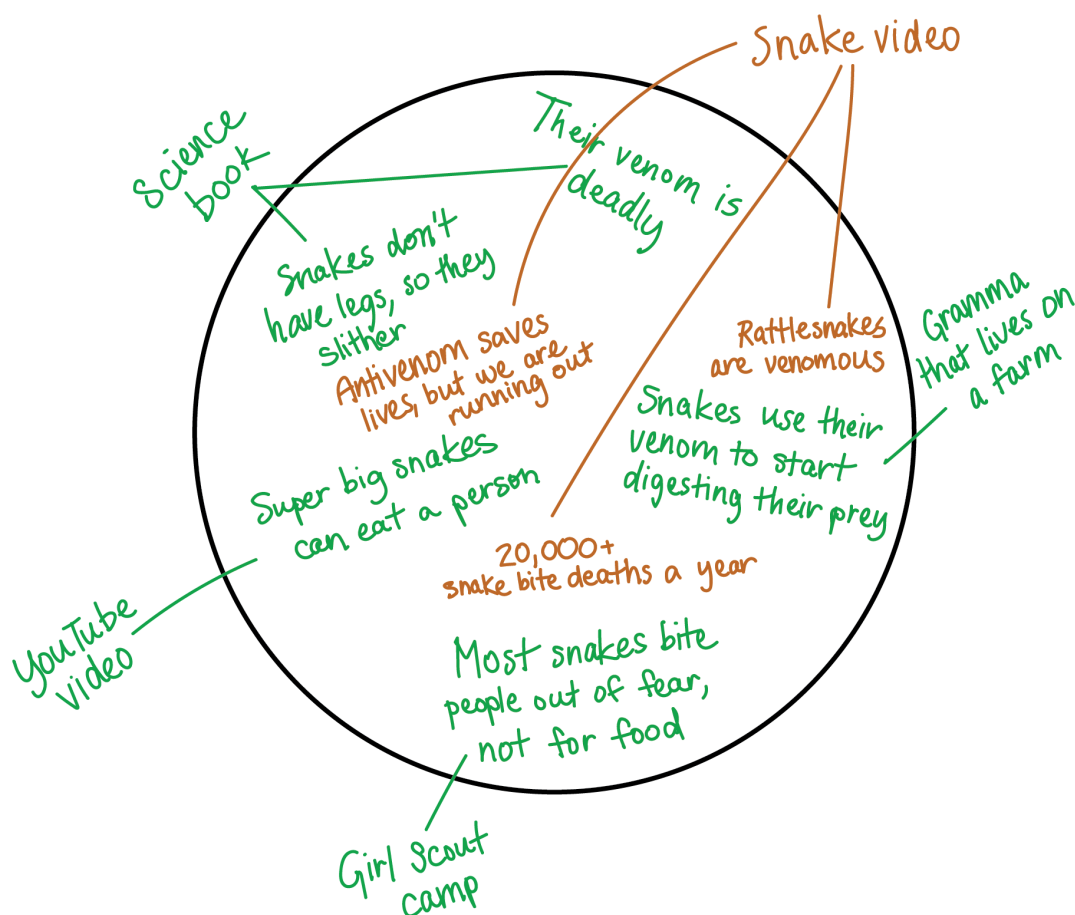 Snake video
Science
book
Their venom is
deadly
Snakes don't
have legs, so they
slither
Antivenom saves
lives, but we are
running out
Rattlesnakes
are venomous
Gramma
that lives on
a farm
Snakes use their
venom to start
digesting their prey
Super big snakes
can eat a person
20,000+
snake bite deaths a year
YouTube
video
Most snakes bite
people out of fear,
not for food
Girl Scout
camp